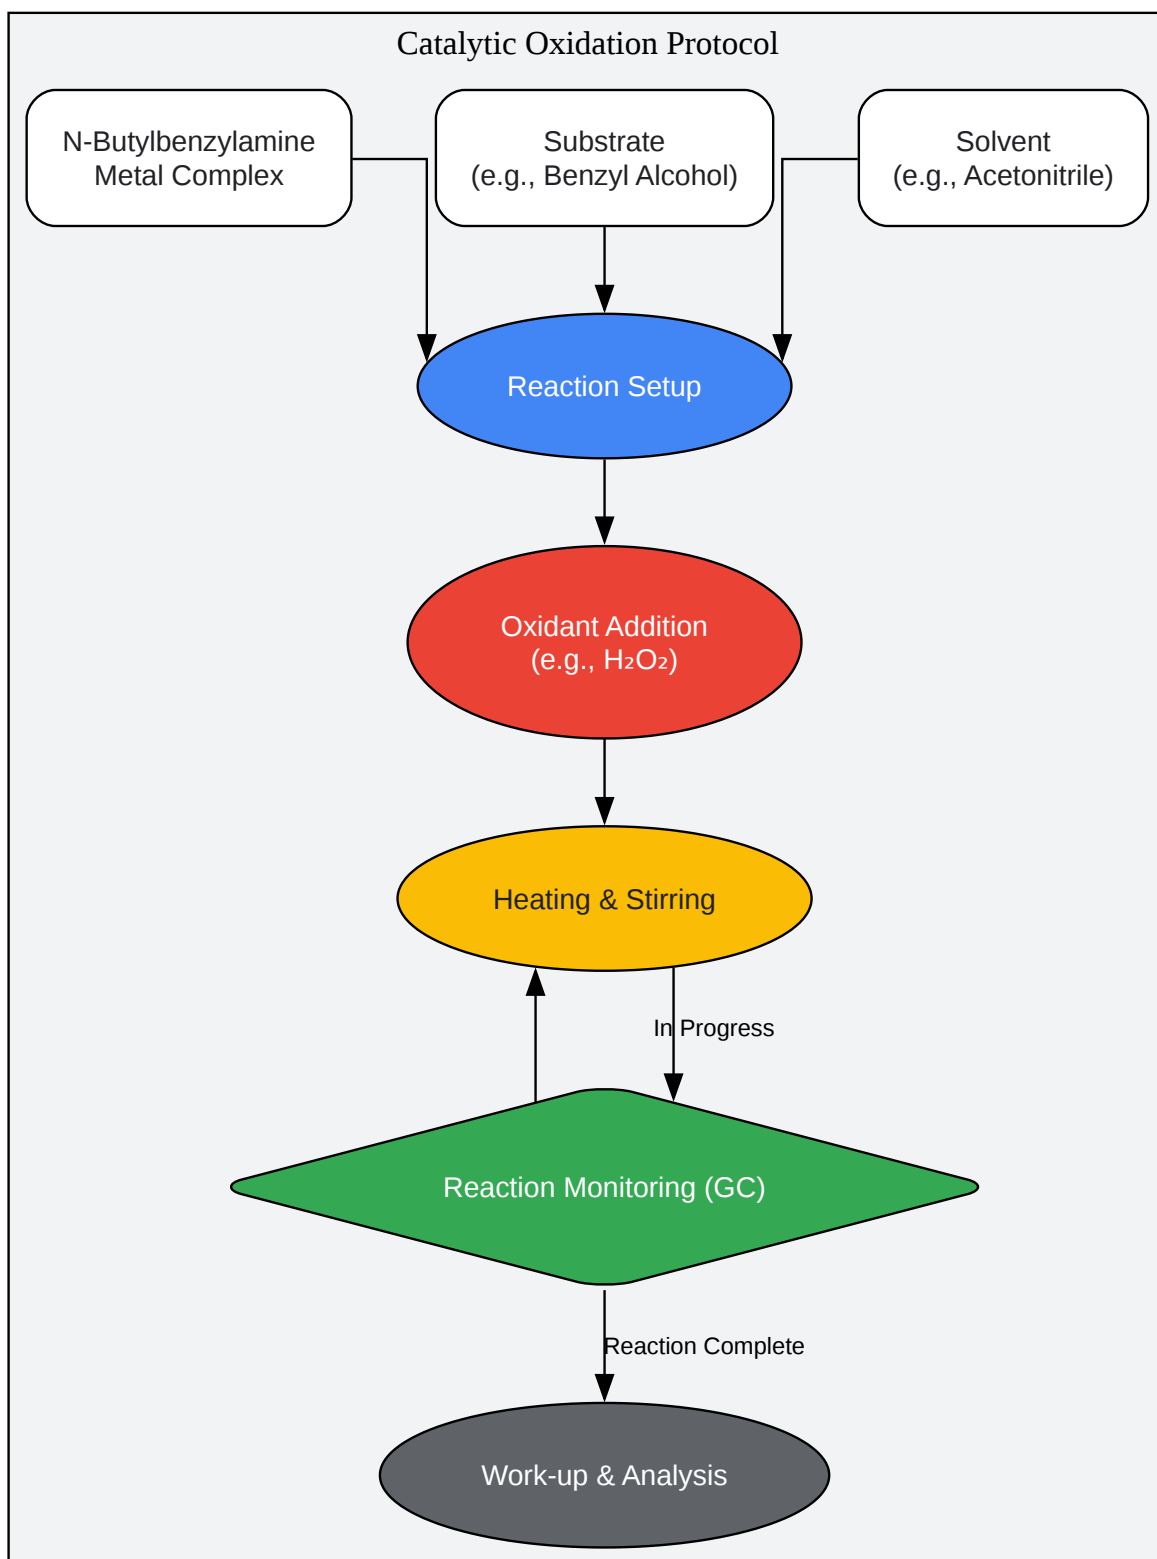 Catalytic Oxidation Protocol
N-Butylbenzylamine
Metal Complex
Substrate
(e.g., Benzyl Alcohol)
Solvent
(e.g., Acetonitrile)
Reaction Setup
Oxidant Addition
(e.g., H₂O₂)
Heating & Stirring
In Progress
Reaction Monitoring (GC)
Reaction Complete
Work-up & Analysis